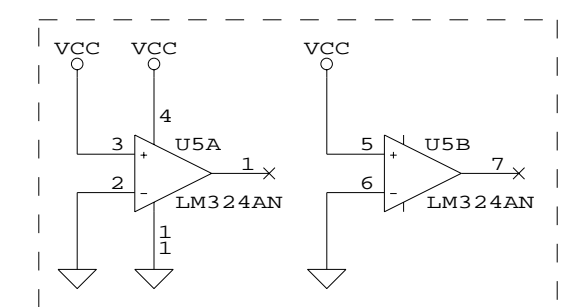 VCC VCC VCC
4
3 + U5A 1
2 - LM324AN
1
1
5 + U5B 7
6 - LM324AN